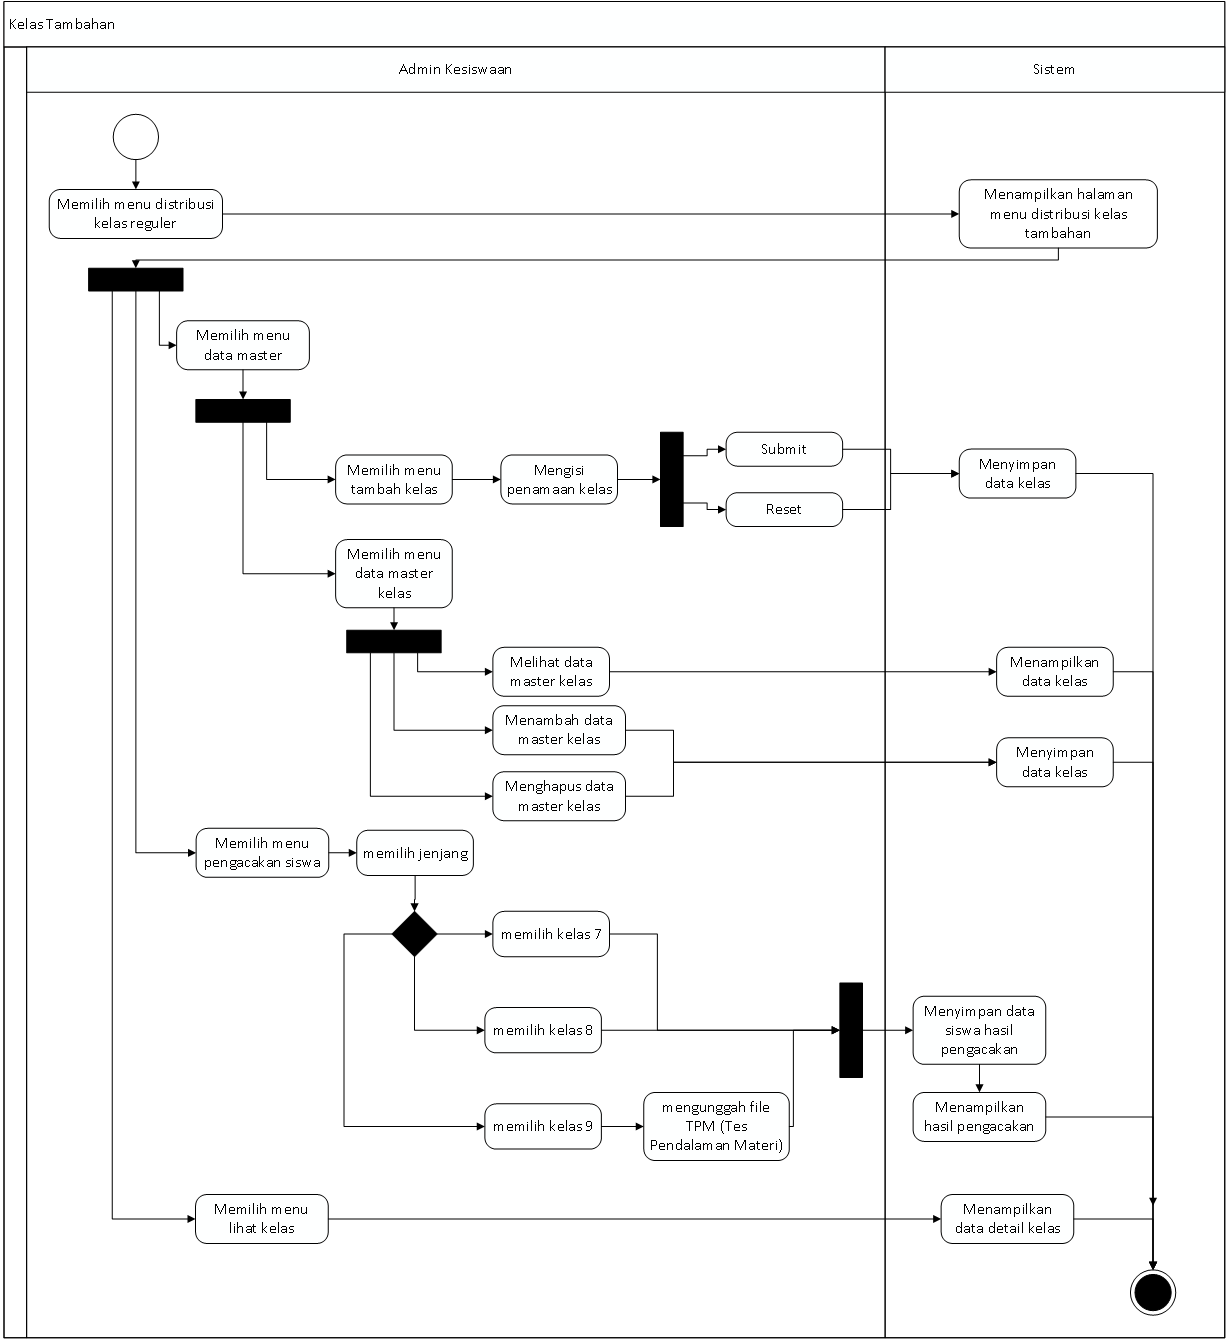 Kelas Tambahan
Admin Kesiswaan
Sistem
Memilih menu distribusi
kelas reguler
Menampilkan halaman
menu distribusi kelas
tambahan
Memilih menu
data master
Memilih menu
tambah kelas
Mengisi
penamaan kelas
Submit
Reset
Menyimpan
data kelas
Memilih menu
data master
kelas
Melihat data
master kelas
Menampilkan
data kelas
Menambah data
master kelas
Menghapus data
master kelas
Menyimpan
data kelas
Memilih menu
pengacakan siswa
memilih jenjang
memilih kelas 7
memilih kelas 8
memilih kelas 9
mengunggah file
TPM (Tes
Pendalaman Materi)
Menyimpan data
siswa hasil
pengacakan
Menampilkan
hasil pengacakan
Memilih menu
lihat kelas
Menampilkan
data detail kelas